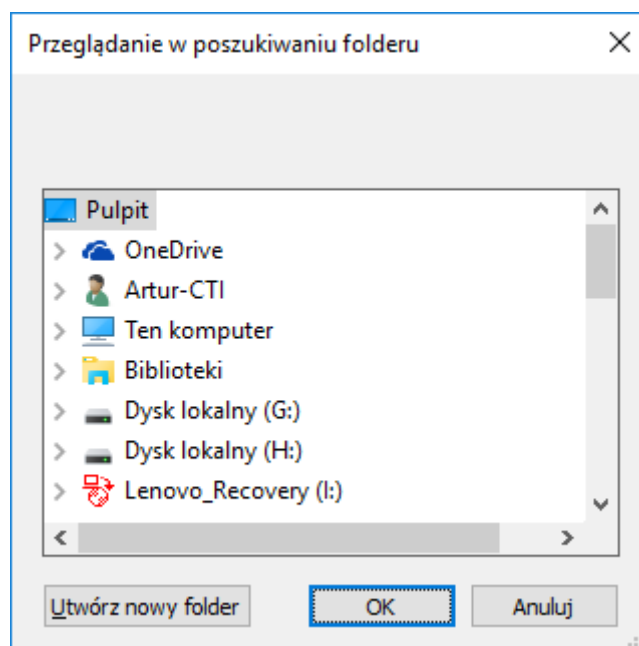 Przeglądanie w poszukiwaniu folderu
Pulpit
OneDrive
Artur-CTI
Ten komputer
Biblioteki
Dysk lokalny (G:)
Dysk lokalny (H:)
Lenovo_Recovery (I:)
Utwórz nowy folder OK Anuluj